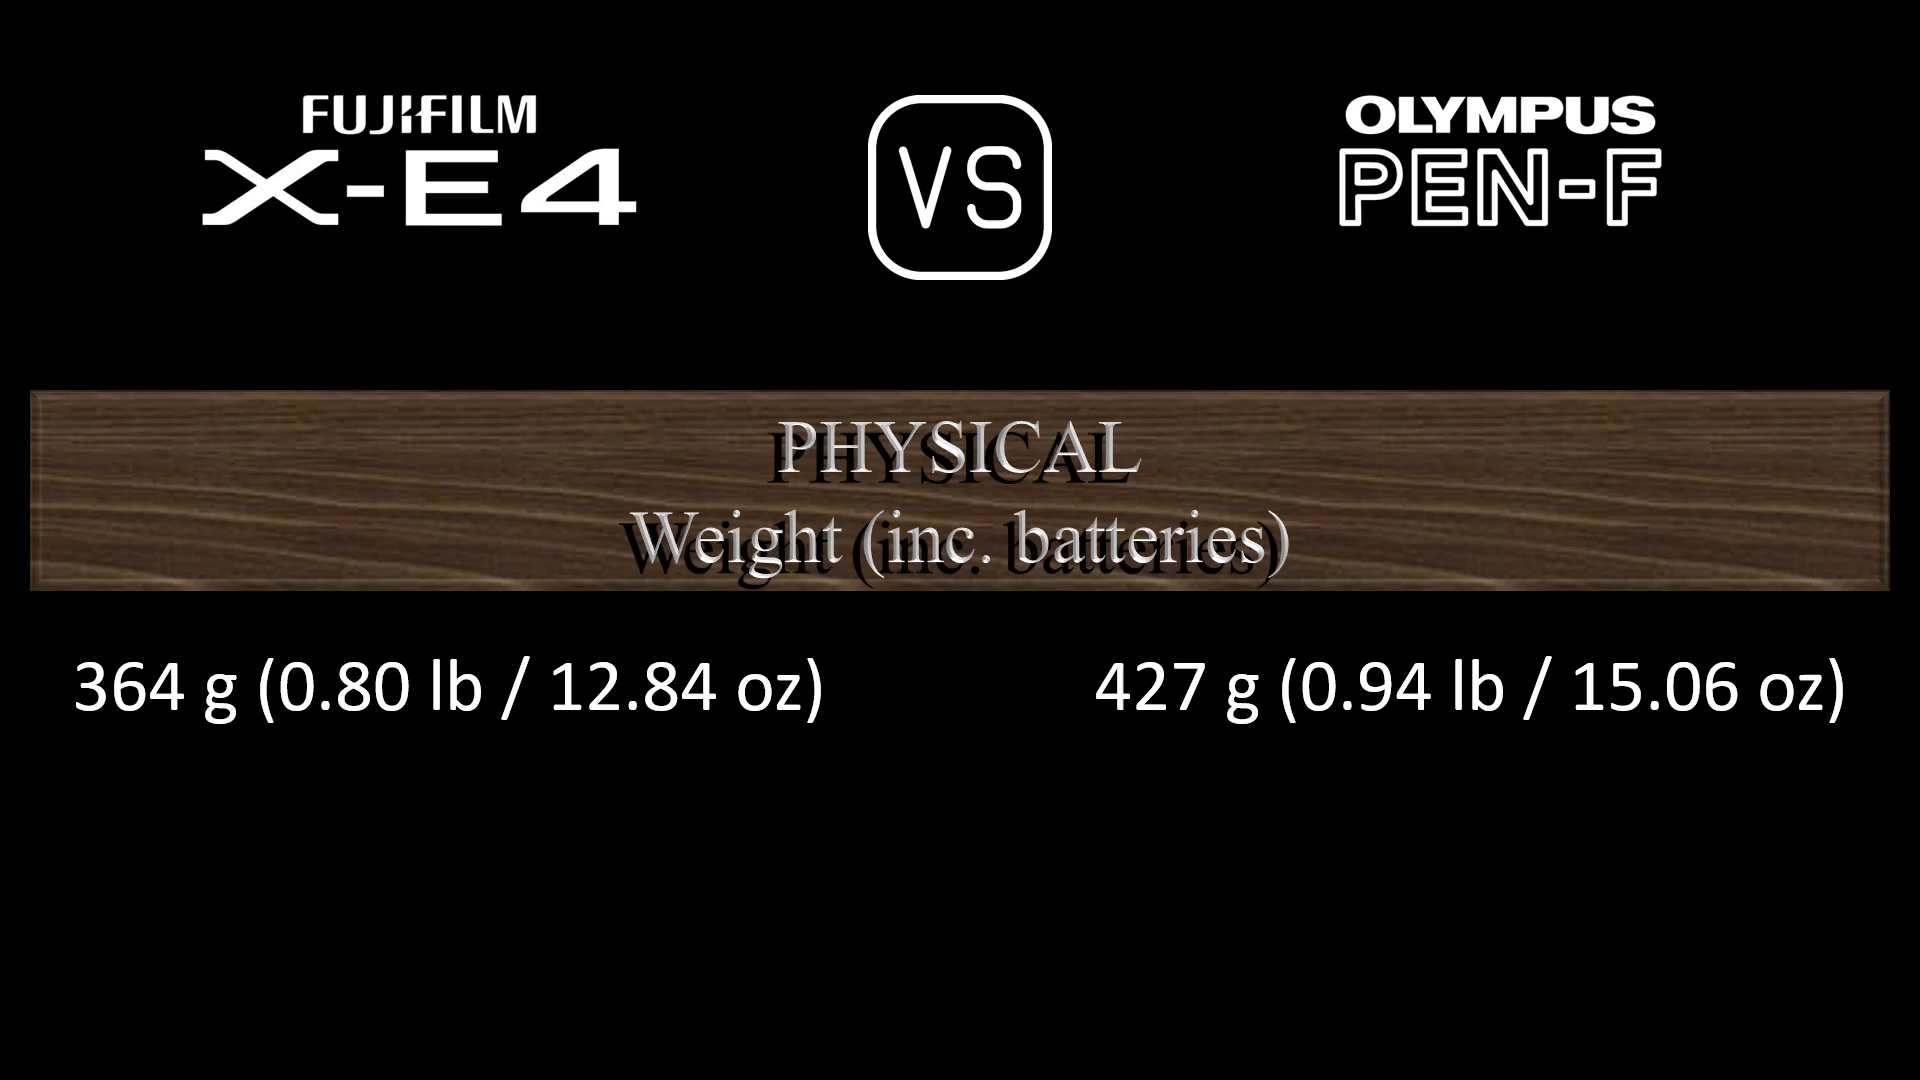 FUJIFILM
X-E4
VS
OLYMPUS
PEN-F
PHYSICAL
Weight (inc. batteries)
364 g (0.80 lb / 12.84 oz)
427 g (0.94 lb / 15.06 oz)